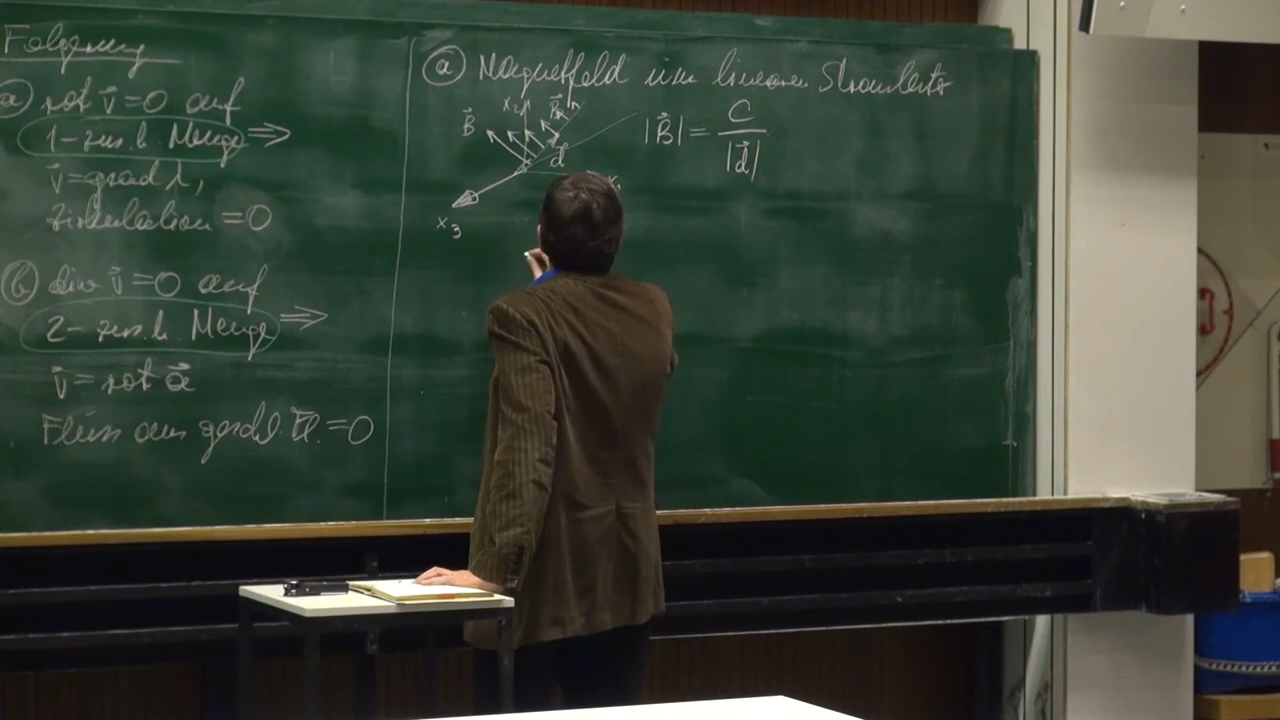 Folgerung
ⓐ rot v⃗=0 auf
1-zus.h. Menge ⇒
v⃗=grad λ,
Zirkulation=0
ⓑ div v⃗=0 auf
2-zus.h. Menge ⇒
v⃗=rot a⃗
Fluss aus geschl. Fl.=0
ⓐ Magnetfeld um linearen Stromleiter
B⃗
x₂
B⃗
d⃗
x₁
x₃
|B⃗|= C/|d⃗|